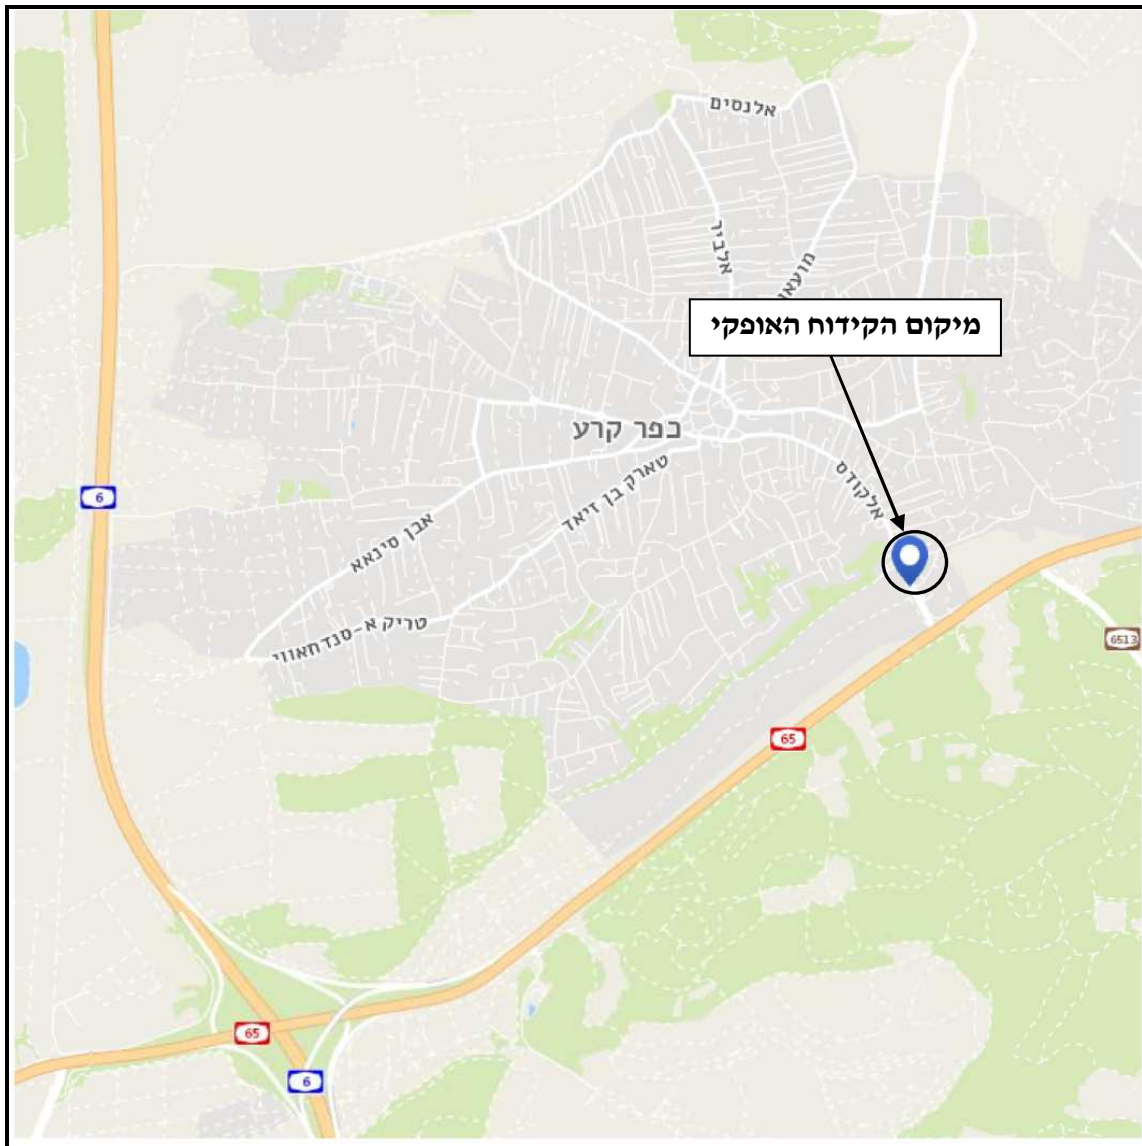 אלנסים
אלביר
מועאו
מיקום הקידוח האופקי
כפר קרע
אלקודס
טארק בן זיאד
6
אבן סינאא
טריק א-סנדחאווי
6513
65
65
6